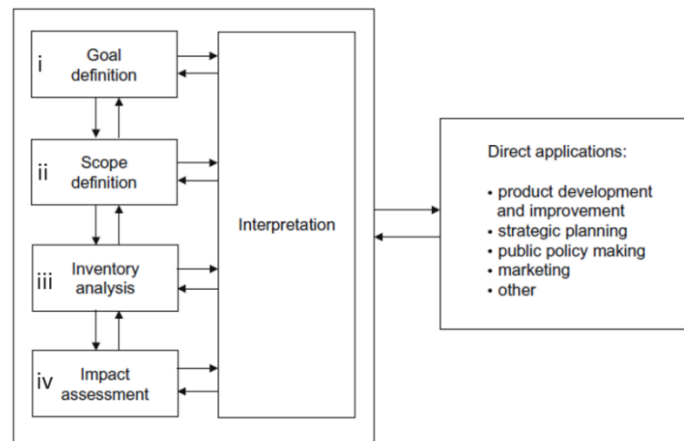 i
Goal
definition
ii
Scope
definition
iii
Inventory
analysis
iv
Impact
assessment
Interpretation
Direct applications:
• product development
and improvement
• strategic planning
• public policy making
• marketing
• other